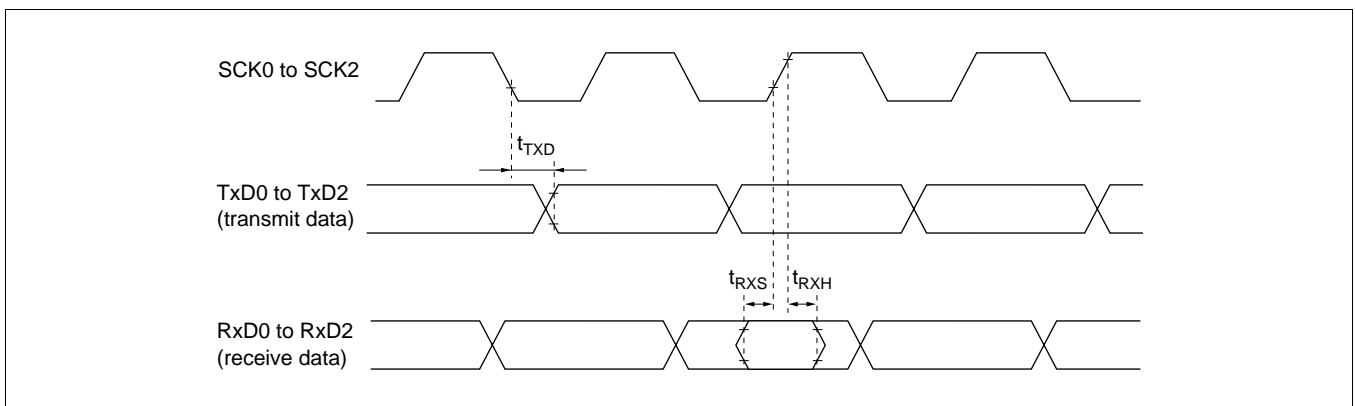 SCK0 to SCK2
tTXD
TxD0 to TxD2
(transmit data)
tRXS
tRXH
RxD0 to RxD2
(receive data)